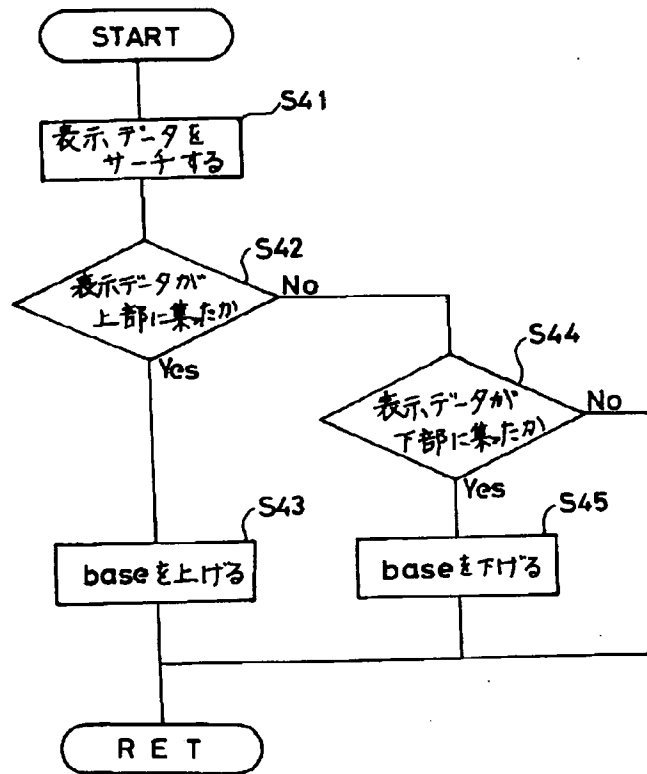 START
S41
表示データを
サーチする
S42
表示データが
上部に集ったか
No
Yes
S44
表示データが
下部に集ったか
No
Yes
S43
baseを上げる
S45
baseを下げる
RET